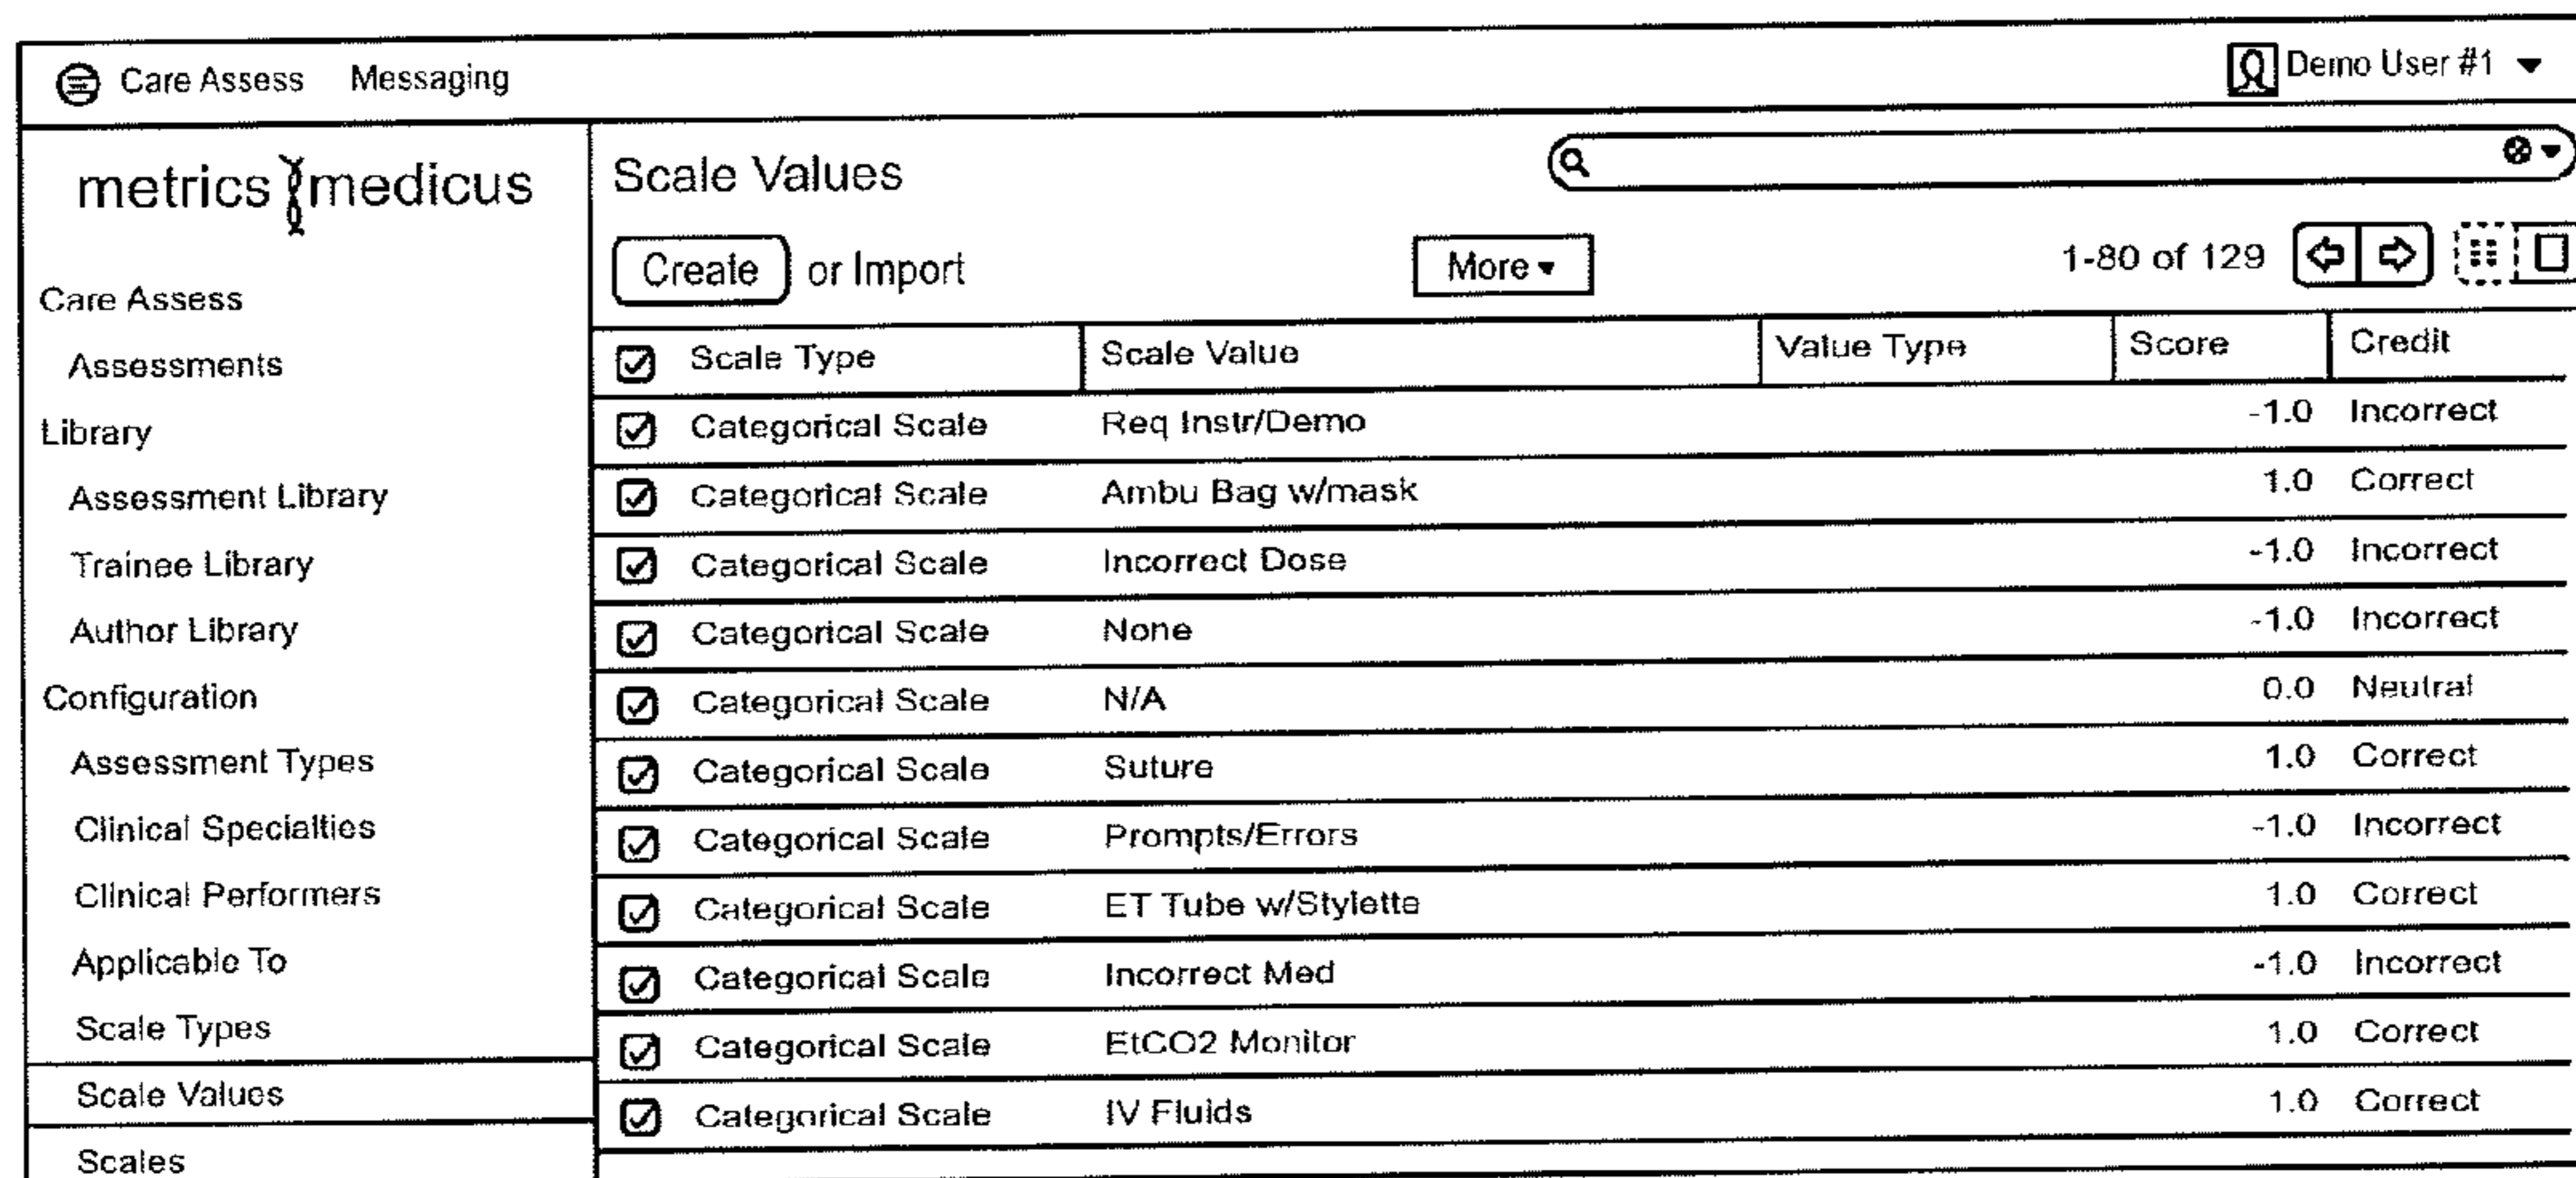 Care Assess Messaging Demo User #1
metrics medicus
Care Assess
Assessments
Library
Assessment Library
Trainee Library
Author Library
Configuration
Assessment Types
Clinical Specialties
Clinical Performers
Applicable To
Scale Types
Scale Values
Scales
Scale Values
Create or Import More 1-80 of 129
Scale Type Scale Value Value Type Score Credit
Categorical Scale Req Instr/Demo -1.0 Incorrect
Categorical Scale Ambu Bag w/mask 1.0 Correct
Categorical Scale Incorrect Dose -1.0 Incorrect
Categorical Scale None -1.0 Incorrect
Categorical Scale N/A 0.0 Neutral
Categorical Scale Suture 1.0 Correct
Categorical Scale Prompts/Errors -1.0 Incorrect
Categorical Scale ET Tube w/Stylette 1.0 Correct
Categorical Scale Incorrect Med -1.0 Incorrect
Categorical Scale EtCO2 Monitor 1.0 Correct
Categorical Scale IV Fluids 1.0 Correct